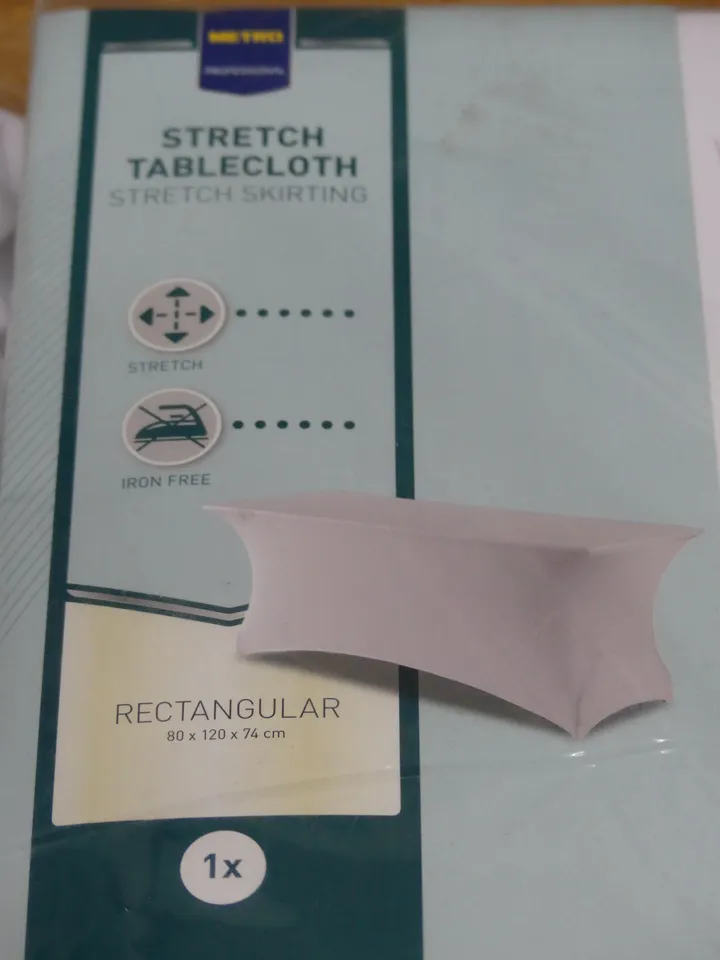 METRO
PROFESSIONAL
STRETCH
TABLECLOTH
STRETCH SKIRTING
STRETCH
IRON FREE
RECTANGULAR
80 x 120 x 74 cm
1x